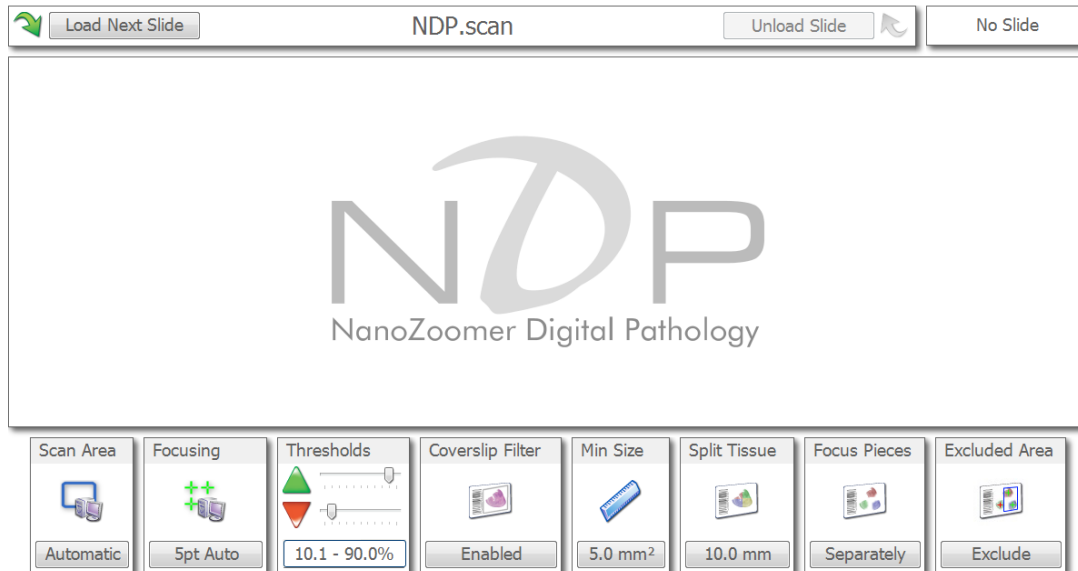 Load Next Slide
NDP.scan
Unload Slide
No Slide
NDP
NanoZoomer Digital Pathology
Scan Area
Focusing
Thresholds
Coverslip Filter
Min Size
Split Tissue
Focus Pieces
Excluded Area
Automatic
5pt Auto
10.1 - 90.0%
Enabled
5.0 mm²
10.0 mm
Separately
Exclude